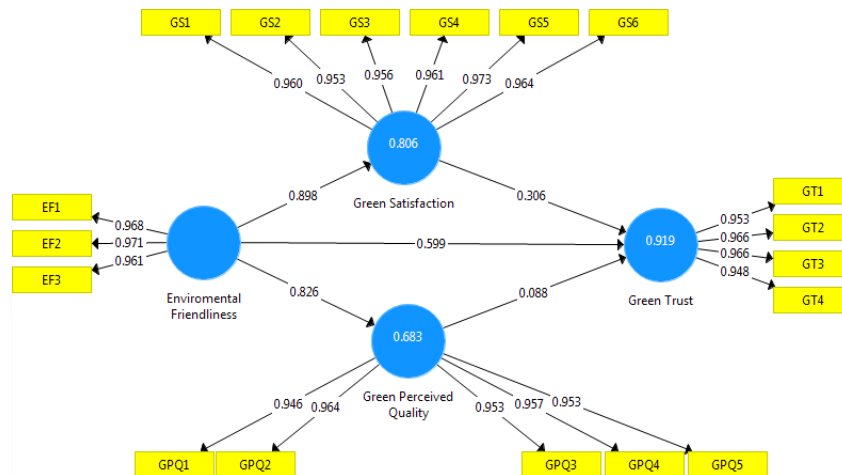 GS1 GS2 GS3 GS4 GS5 GS6
0.960 0.953 0.956 0.961 0.973 0.964
0.806
Green Satisfaction
EF1
EF2
EF3
0.968
0.971
0.961
Enviromental
Friendliness
0.898
0.599
0.826
0.306
0.088
0.919
Green Trust
GT1
GT2
GT3
GT4
0.953
0.966
0.966
0.948
0.683
Green Perceived
Quality
0.946 0.964 0.953 0.957 0.953
GPQ1 GPQ2 GPQ3 GPQ4 GPQ5